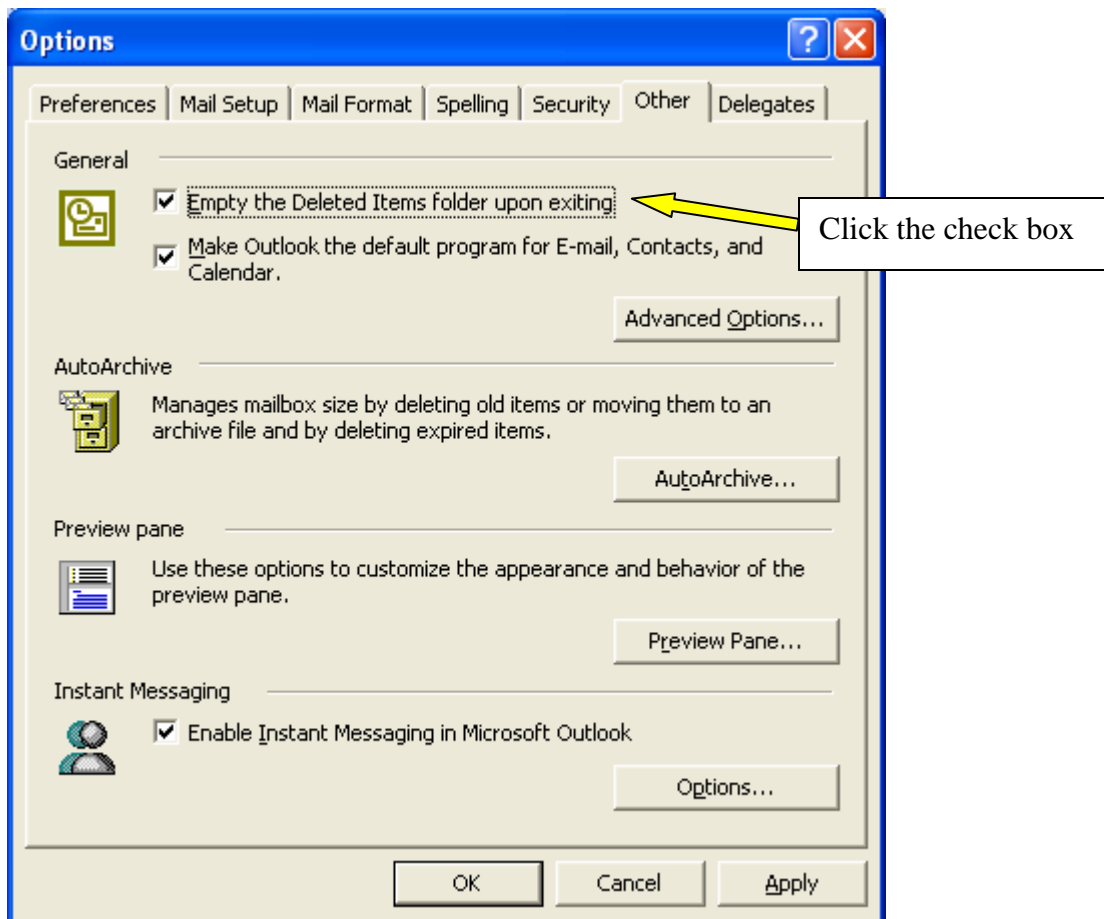 Options
Preferences Mail Setup Mail Format Spelling Security Other Delegates
General
Empty the Deleted Items folder upon exiting
Click the check box
Make Outlook the default program for E-mail, Contacts, and
Calendar.
Advanced Options...
AutoArchive
Manages mailbox size by deleting old items or moving them to an
archive file and by deleting expired items.
AutoArchive...
Preview pane
Use these options to customize the appearance and behavior of the
preview pane.
Preview Pane...
Instant Messaging
Enable Instant Messaging in Microsoft Outlook
Options...
OK Cancel Apply